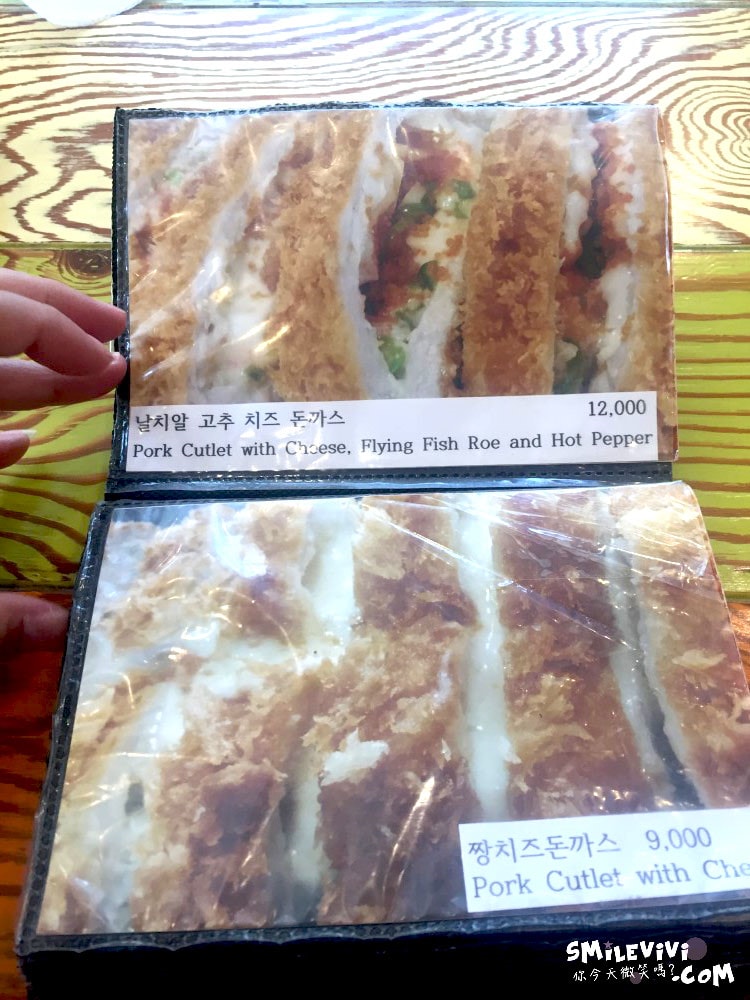 날치알 고추 치즈 돈까스 12,000
Pork Cutlet with Cheese, Flying Fish Roe and Hot Pepper
짱치즈돈까스 9,000
Pork Cutlet with Che
SMiLEViVi
你今天微笑嗎?
.COM